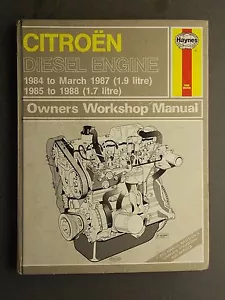 CITROËN
Haynes
DIESEL ENGINE
1984 to March 1987 (1.9 litre)
1985 to 1988 (1.7 litre)
Owners Workshop Manual